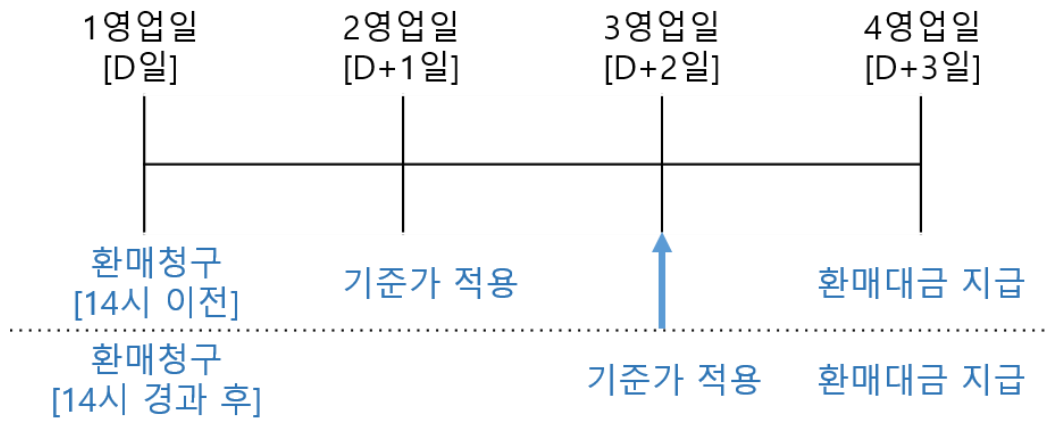 1영업일 2영업일 3영업일 4영업일
[D일] [D+1일] [D+2일] [D+3일]
환매청구
[14시 이전]
기준가 적용
환매대금 지급
환매청구
[14시 경과 후]
기준가 적용
환매대금 지급